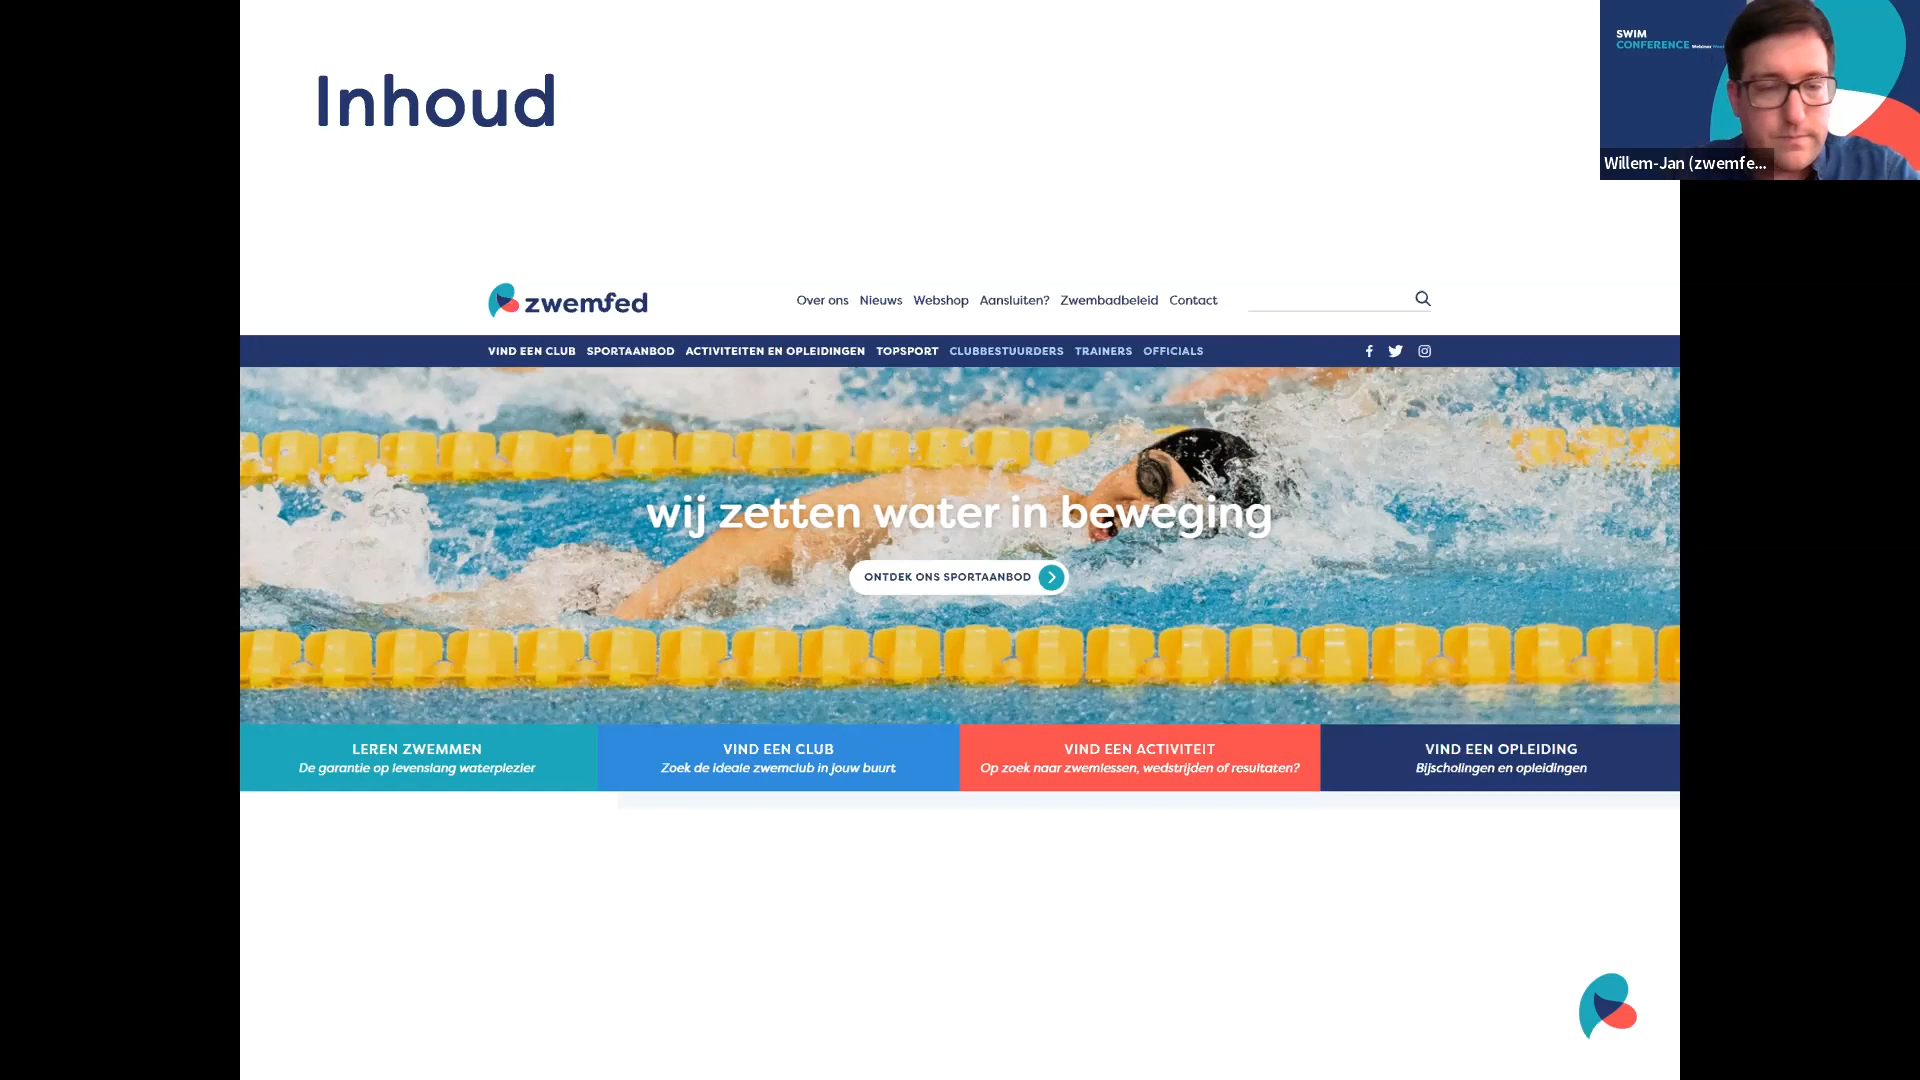 Inhoud
SWIM
CONFERENCE
Willem-Jan (zwemfe...
zwemfed
Over ons Nieuws Webshop Aansluiten? Zwembadbeleid Contact
VIND EEN CLUB SPORTAANBOD ACTIVITEITEN EN OPLEIDINGEN TOPSPORT CLUBBESTUURDERS TRAINERS OFFICIALS
wij zetten water in beweging
ONTDEK ONS SPORTAANBOD
LEREN ZWEMMEN
De garantie op levenslang waterplezier
VIND EEN CLUB
Zoek de ideale zwemclub in jouw buurt
VIND EEN ACTIVITEIT
Op zoek naar zwemlessen, wedstrijden of resultaten?
VIND EEN OPLEIDING
Bijscholingen en opleidingen